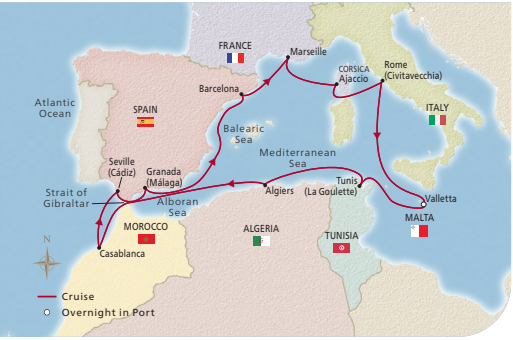 FRANCE
Marseille
CORSICA
Ajaccio
Rome
(Civitavecchia)
Barcelona
Atlantic
Ocean
SPAIN
ITALY
Balearic
Sea
Mediterranean
Sea
Seville
(Cádiz)
Granada
(Málaga)
Strait of
Gibraltar
Alboran
Sea
Algiers
Tunis
(La Goulette)
Valletta
MALTA
MOROCCO
ALGERIA
TUNISIA
N
Casablanca
Cruise
Overnight in Port